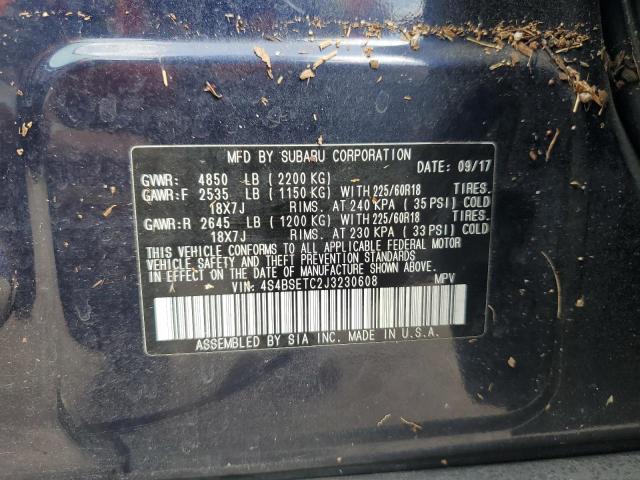 MFD BY SUBARU CORPORATION DATE: 09/17
GVWR: 4850 LB ( 2200 KG)
GAWR:F 2535 LB ( 1150 KG) WITH 225/60R18 TIRES.
18X7J RIMS. AT 240 KPA ( 35 PSI) COLD
GAWR:R 2645 LB ( 1200 KG) WITH 225/60R18 TIRES.
18X7J RIMS. AT 230 KPA ( 33 PSI) COLD
THIS VEHICLE CONFORMS TO ALL APPLICABLE FEDERAL MOTOR
VEHICLE SAFETY AND THEFT PREVENTION STANDARDS
IN EFFECT ON THE DATE OF MANUFACTURE SHOWN ABOVE.
VIN: 4S4BSETC2J3230608 MPV
ASSEMBLED BY SIA INC. MADE IN U.S.A.